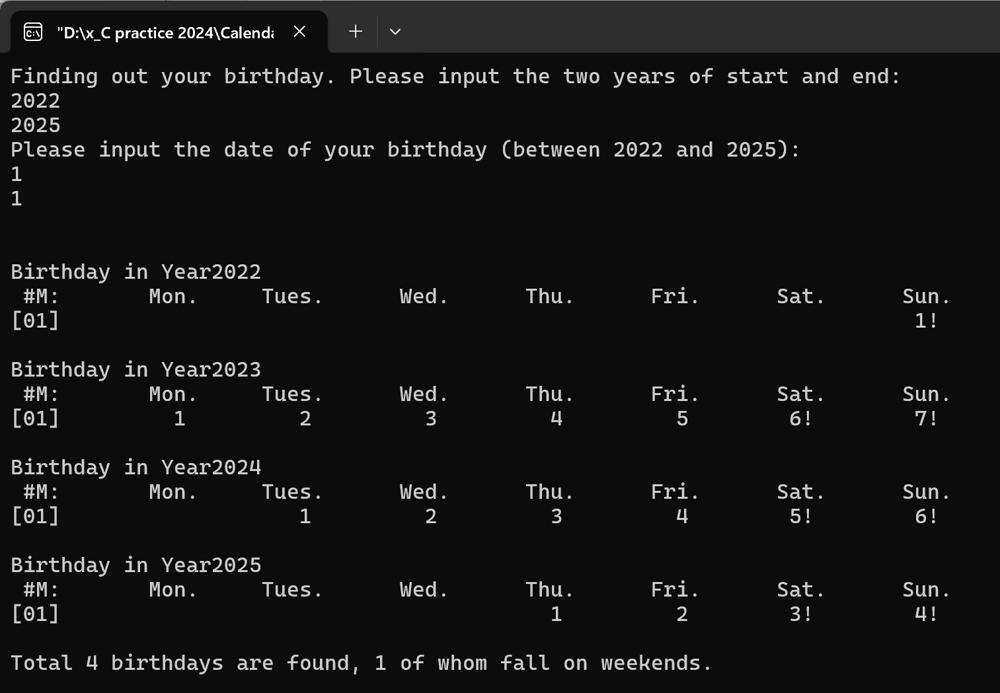 "D:\x_C practice 2024\Calend
Finding out your birthday. Please input the two years of start and end:
2022
2025
Please input the date of your birthday (between 2022 and 2025):
1
1
Birthday in Year2022
#M: Mon. Tues. Wed. Thu. Fri. Sat. Sun.
[01] 1!
Birthday in Year2023
#M: Mon. Tues. Wed. Thu. Fri. Sat. Sun.
[01] 1 2 3 4 5 6! 7!
Birthday in Year2024
#M: Mon. Tues. Wed. Thu. Fri. Sat. Sun.
[01] 1 2 3 4 5! 6!
Birthday in Year2025
#M: Mon. Tues. Wed. Thu. Fri. Sat. Sun.
[01] 1 2 3! 4!
Total 4 birthdays are found, 1 of whom fall on weekends.